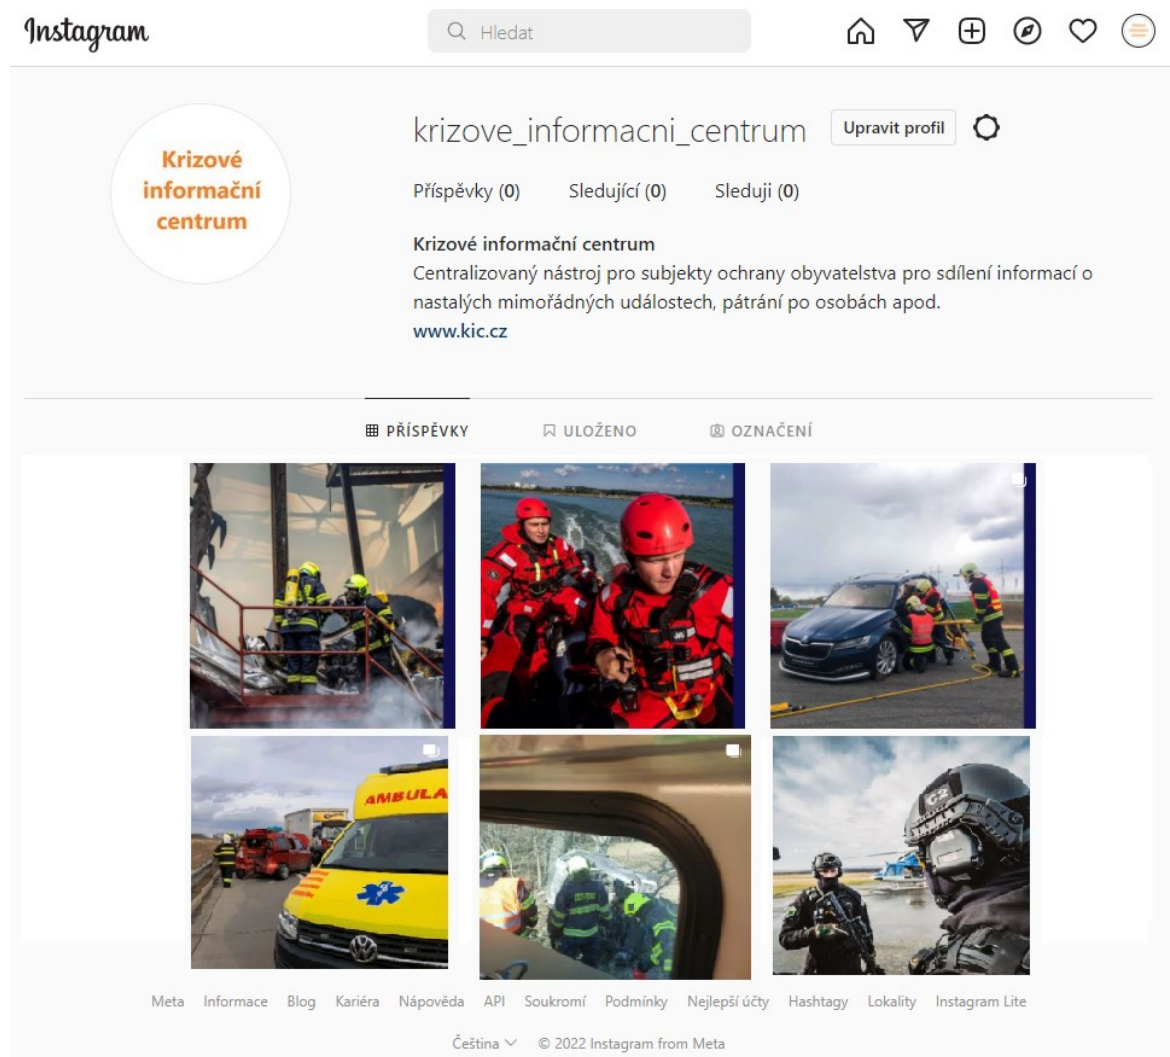 Instagram
Hledat
Krizové
informační
centrum
krizove_informacni_centrum
Upravit profil
Příspěvky (0) Sledující (0) Sleduji (0)
Krizové informační centrum
Centralizovaný nástroj pro subjekty ochrany obyvatelstva pro sdílení informací o
nastalých mimořádných událostech, pátrání po osobách apod.
www.kic.cz
PŘÍSPĚVKY ULOŽENO OZNAČENÍ
AMBULA
C2
Meta Informace Blog Kariéra Nápověda API Soukromí Podmínky Nejlepší účty Hashtagy Lokality Instagram Lite
Čeština © 2022 Instagram from Meta